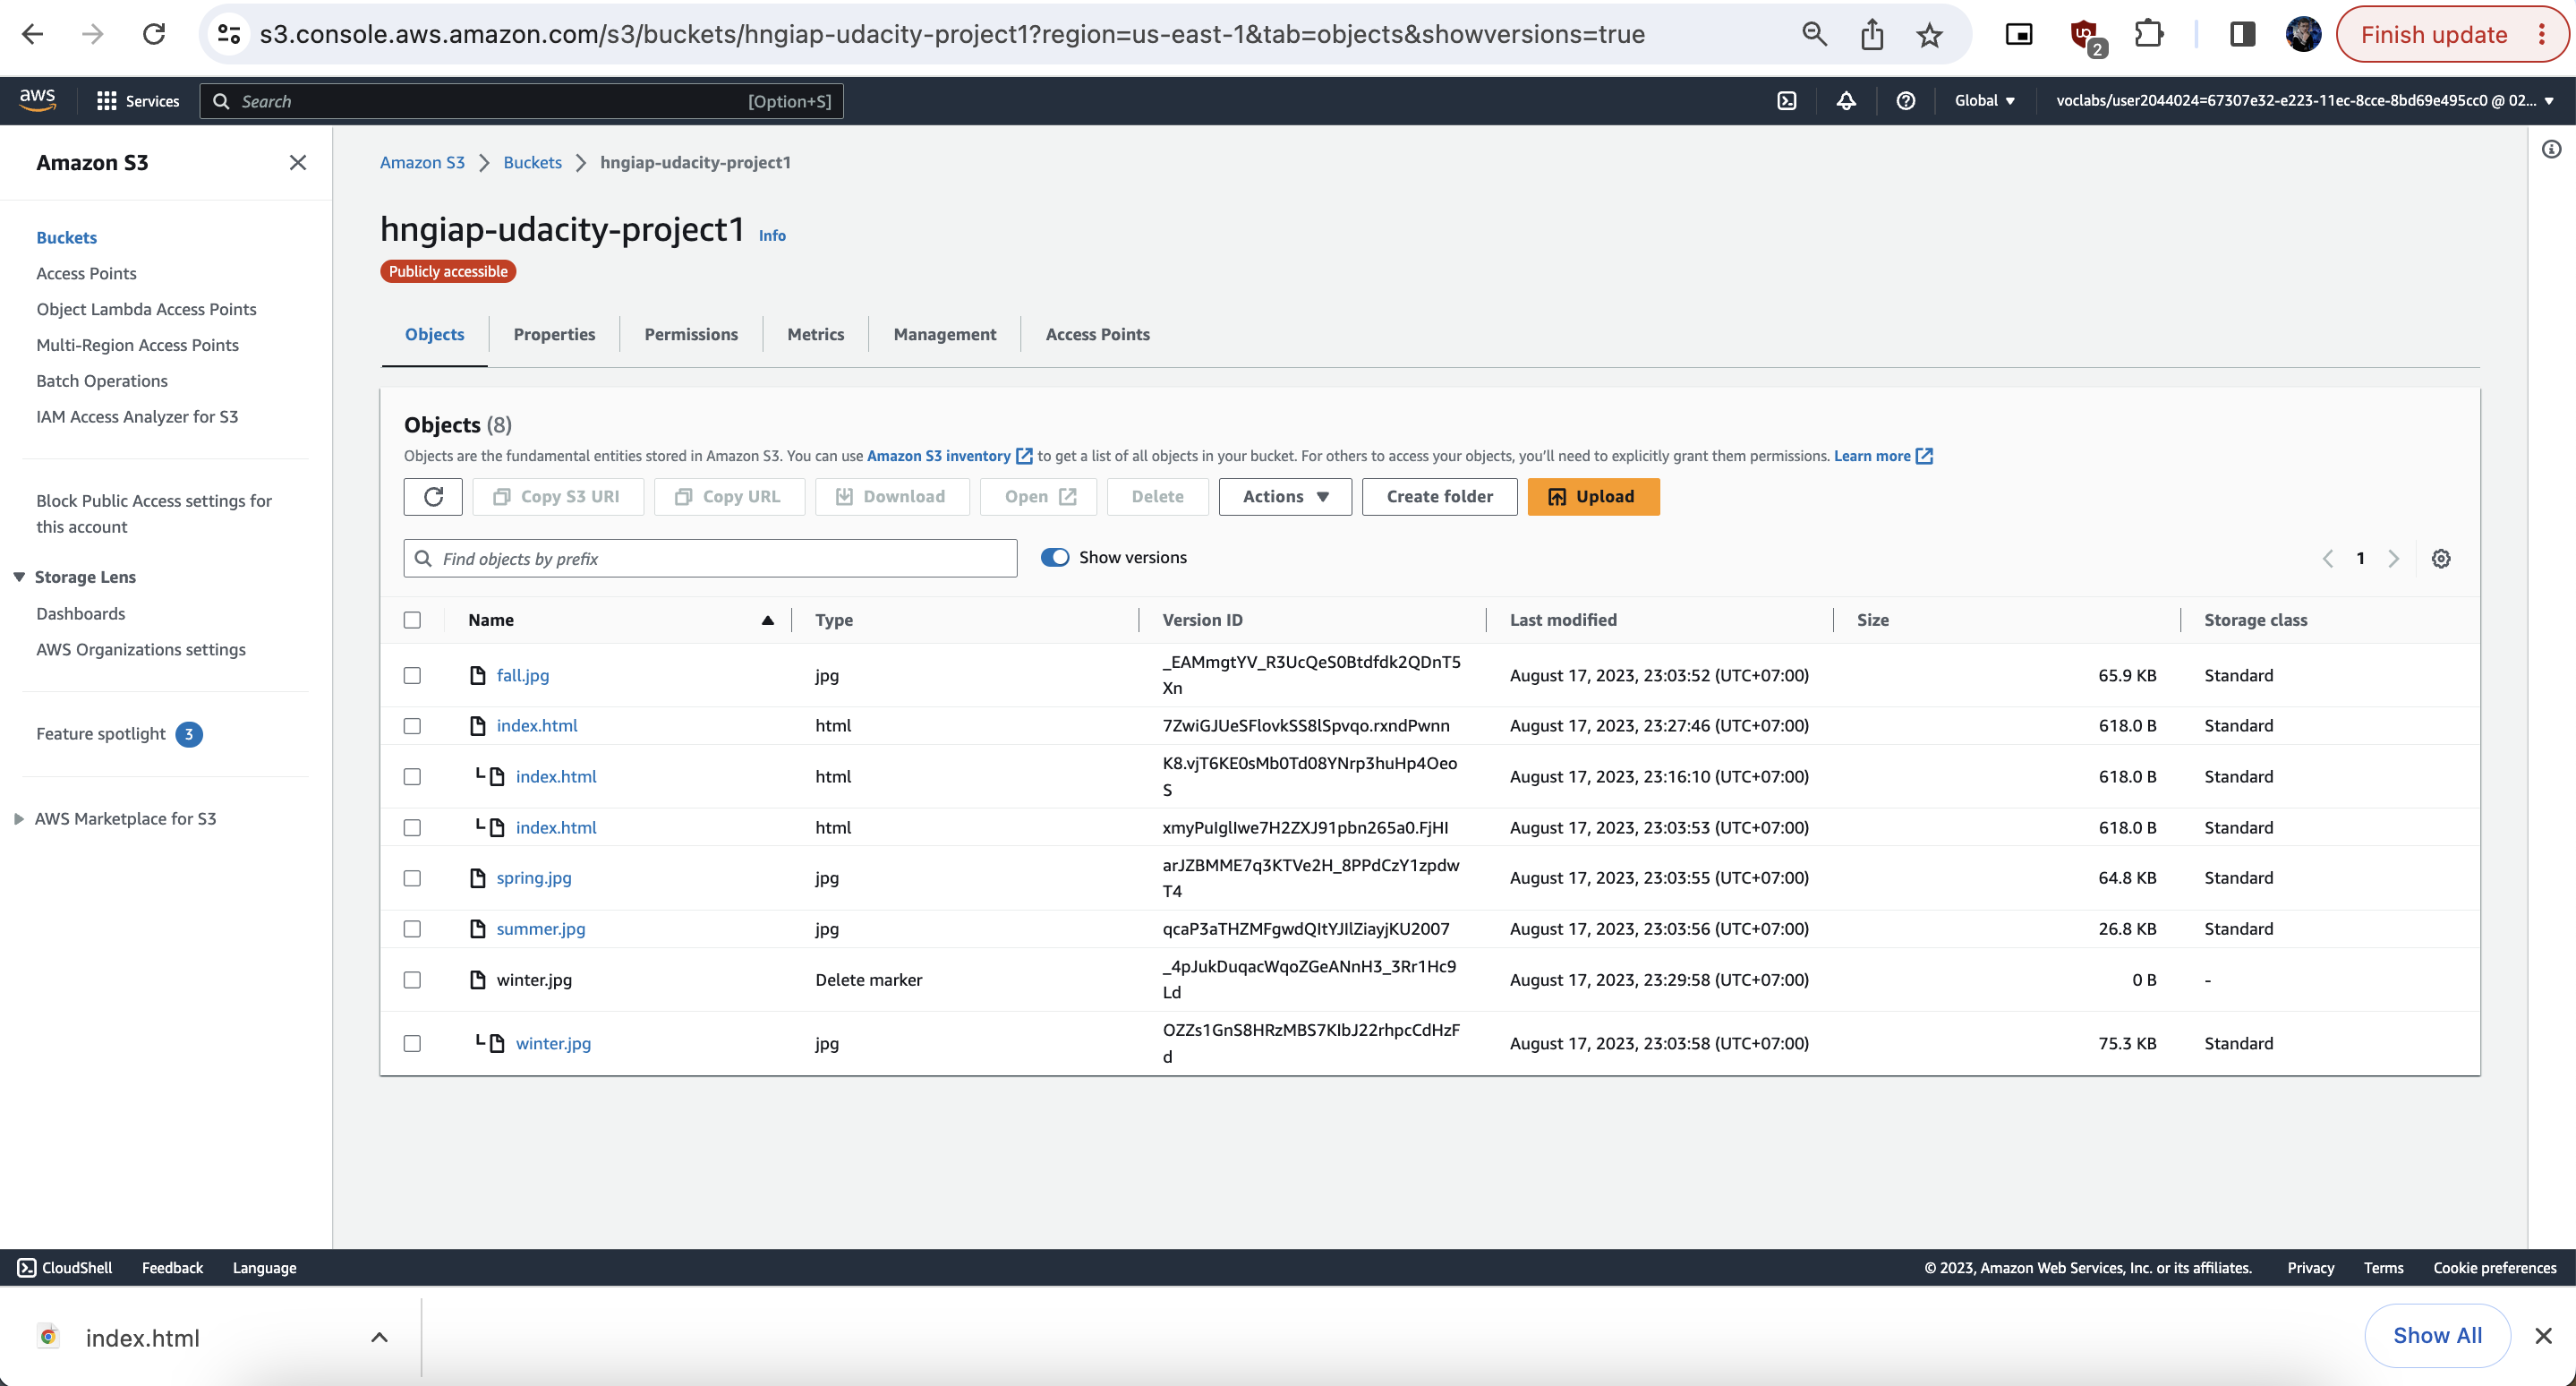 s3.console.aws.amazon.com/s3/buckets/hngiap-udacity-project1?region=us-east-1&tab=objects&showversions=true
2
Finish update
aws
Services
Search
[Option+S]
Global
voclabs/user2044024=67307e32-e223-11ec-8cce-8bd69e495cc0 @ 02...
Amazon S3
Buckets
Access Points
Object Lambda Access Points
Multi-Region Access Points
Batch Operations
IAM Access Analyzer for S3
Block Public Access settings for
this account
Storage Lens
Dashboards
AWS Organizations settings
Feature spotlight 3
AWS Marketplace for S3
Amazon S3 Buckets hngiap-udacity-project1
hngiap-udacity-project1 Info
Publicly accessible
Objects Properties Permissions Metrics Management Access Points
Objects (8)
Objects are the fundamental entities stored in Amazon S3. You can use Amazon S3 inventory to get a list of all objects in your bucket. For others to access your objects, you'll need to explicitly grant them permissions. Learn more
Copy S3 URI Copy URL Download Open Delete Actions Create folder Upload
Find objects by prefix Show versions 1
Name Type Version ID Last modified Size Storage class
fall.jpg jpg _EAMmgtYV_R3UcQeS0Btdfdk2QDnT5
Xn August 17, 2023, 23:03:52 (UTC+07:00) 65.9 KB Standard
index.html html 7ZwiGJUeSFlovkSS8lSpvqo.rxndPwnn August 17, 2023, 23:27:46 (UTC+07:00) 618.0 B Standard
index.html html K8.vjT6KE0sMb0Td08YNrp3huHp4Oeo
S August 17, 2023, 23:16:10 (UTC+07:00) 618.0 B Standard
index.html html xmyPuIglIwe7H2ZXJ91pbn265a0.FjHI August 17, 2023, 23:03:53 (UTC+07:00) 618.0 B Standard
spring.jpg jpg arJZBMME7q3KTVe2H_8PPdCzY1zpdw
T4 August 17, 2023, 23:03:55 (UTC+07:00) 64.8 KB Standard
summer.jpg jpg qcaP3aTHZMFgwdQItYJIlZiayjKU2007 August 17, 2023, 23:03:56 (UTC+07:00) 26.8 KB Standard
winter.jpg Delete marker _4pJukDuqacWqoZGeANnH3_3Rr1Hc9
Ld August 17, 2023, 23:29:58 (UTC+07:00) 0 B -
winter.jpg jpg OZZs1GnS8HRzMBS7KIbJ22rhpcCdHzF
d August 17, 2023, 23:03:58 (UTC+07:00) 75.3 KB Standard
CloudShell Feedback Language
© 2023, Amazon Web Services, Inc. or its affiliates. Privacy Terms Cookie preferences
index.html
Show All